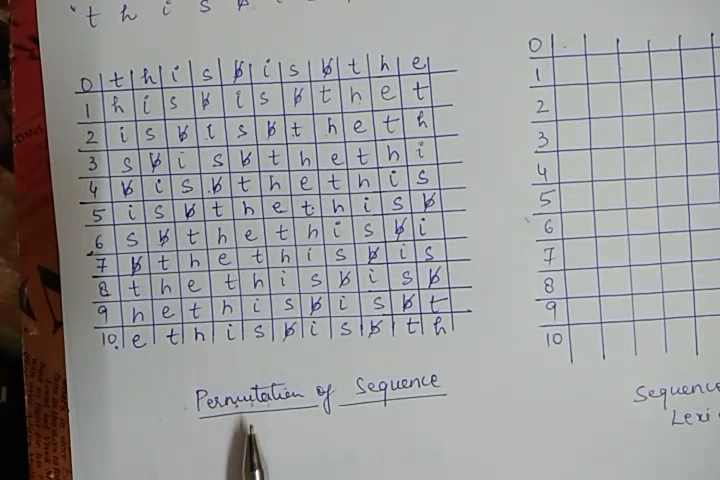 "t h i s ƀ i
0 t h i s ƀ i s ƀ t h e
1 h i s ƀ i s ƀ t h e t
2 i s ƀ i s ƀ t h e t h
3 s ƀ i s ƀ t h e t h i
4 ƀ i s ƀ t h e t h i s
5 i s ƀ t h e t h i s ƀ
6 s ƀ t h e t h i s ƀ i
7 ƀ t h e t h i s ƀ i s
8 t h e t h i s ƀ i s ƀ
9 h e t h i s ƀ i s ƀ t
10. e t h i s ƀ i s ƀ t h
Permutation of Sequence
0
1
2
3
4
5
6
7
8
9
10
Sequence
Lexi